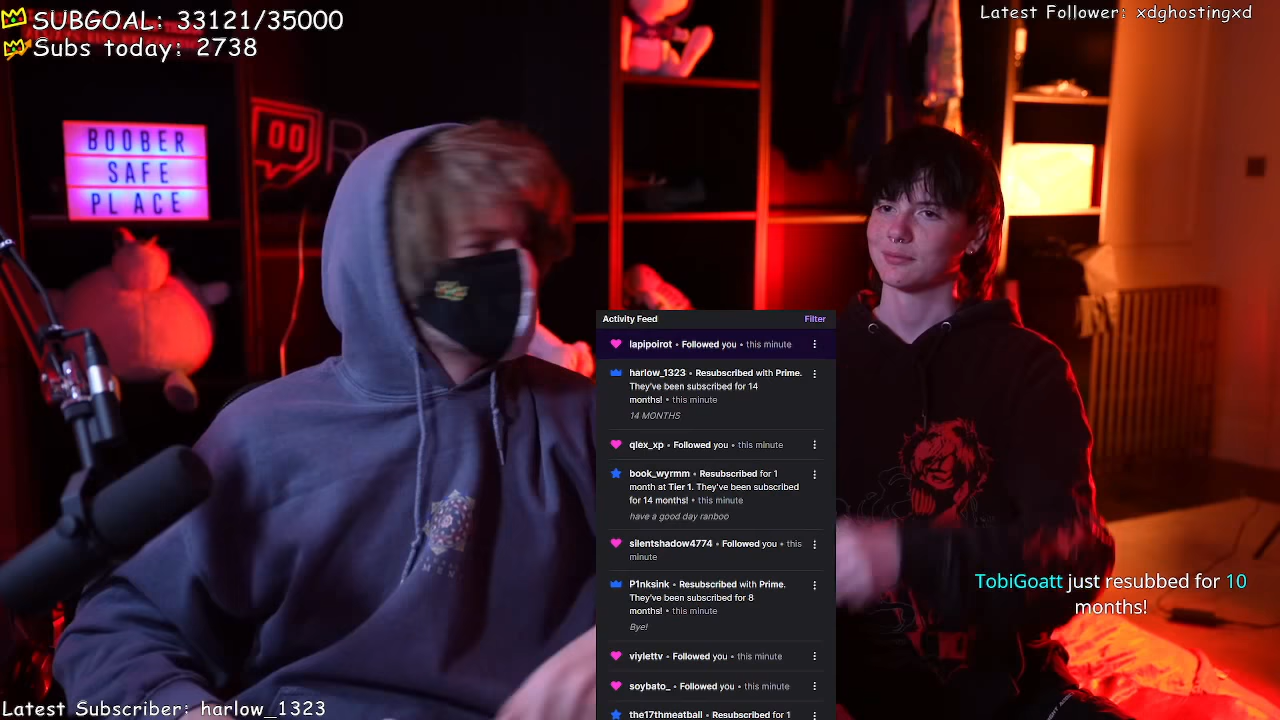 SUBGOAL: 33121/35000
Subs today: 2738
Latest Follower: xdghostingxd
BOOBER
SAFE
PLACE
R
Activity Feed
Filter
lapipoirot • Followed you • this minute
harlow_1323 • Resubscribed with Prime.
They've been subscribed for 14
months! • this minute
14 MONTHS
qlex_xp • Followed you • this minute
book_wyrmm • Resubscribed for 1
month at Tier 1. They've been subscribed
for 14 months! • this minute
have a good day ranboo
silentshadow4774 • Followed you • this
minute
P1nksink • Resubscribed with Prime.
They've been subscribed for 8
months! • this minute
Bye!
viylettv • Followed you • this minute
soybato_ • Followed you • this minute
the17thmeatball • Resubscribed for 1
TobiGoatt just resubbed for 10
months!
Latest Subscriber: harlow_1323